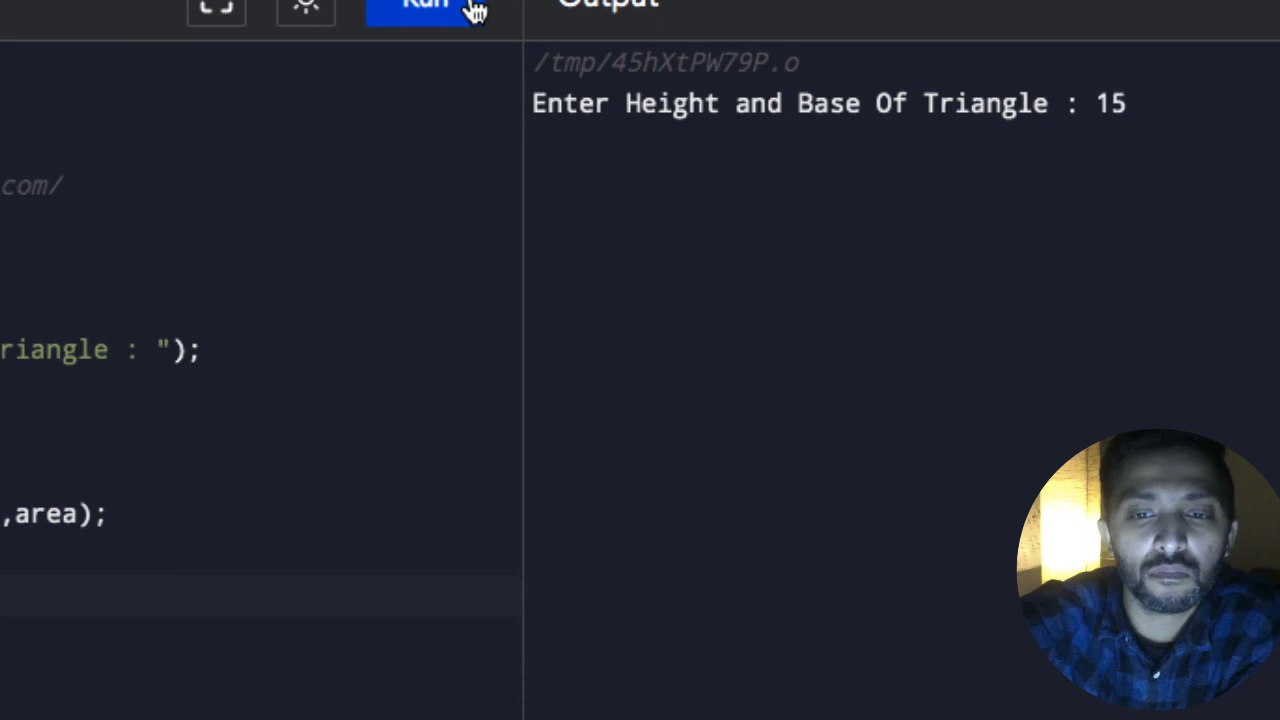 Run
Output
/tmp/45hXtPW79P.o
Enter Height and Base Of Triangle : 15
com/
riangle : ");
,area);